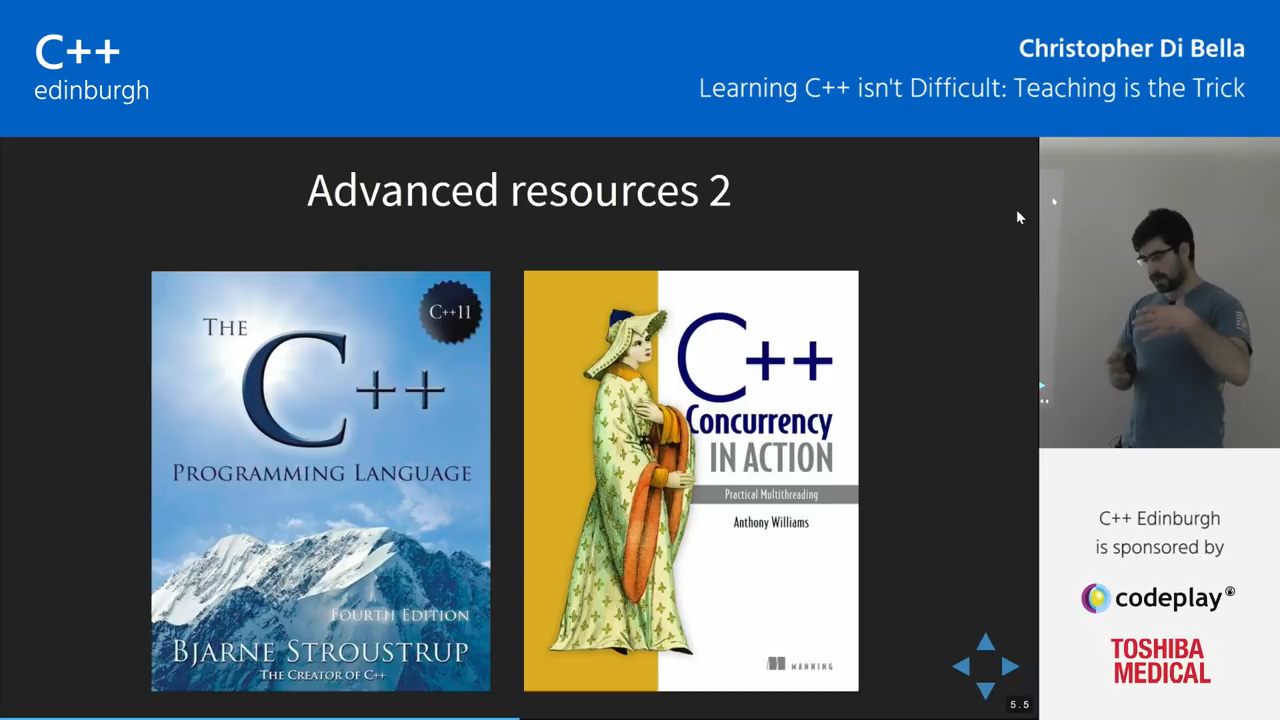 C++
edinburgh
Christopher Di Bella
Learning C++ isn't Difficult: Teaching is the Trick
Advanced resources 2
C++11
THE
C++
PROGRAMMING LANGUAGE
FOURTH EDITION
BJARNE STROUSTRUP
THE CREATOR OF C++
C++
Concurrency
IN ACTION
Practical Multithreading
Anthony Williams
MANNING
5.5
C++ Edinburgh
is sponsored by
codeplay
TOSHIBA
MEDICAL